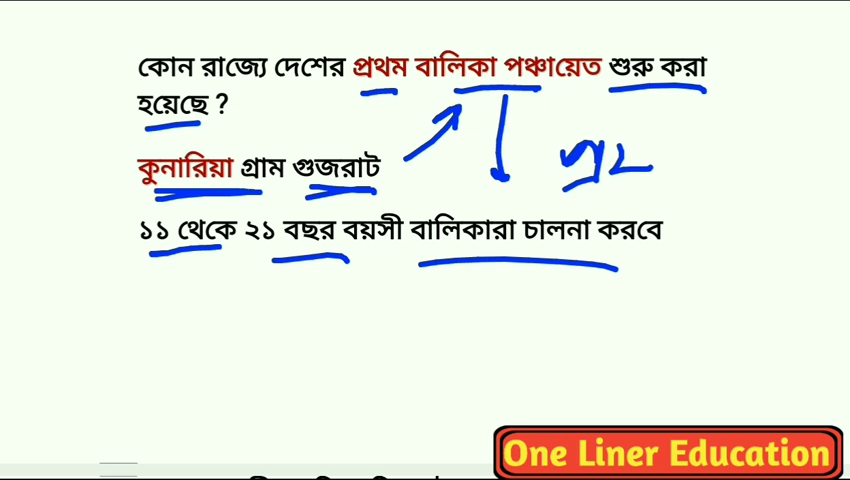 কোন রাজ্যে দেশের প্রথম বালিকা পঞ্চায়েত শুরু করা
হয়েছে ?
কুনারিয়া গ্রাম গুজরাট
১১ থেকে ২১ বছর বয়সী বালিকারা চালনা করবে
One Liner Education